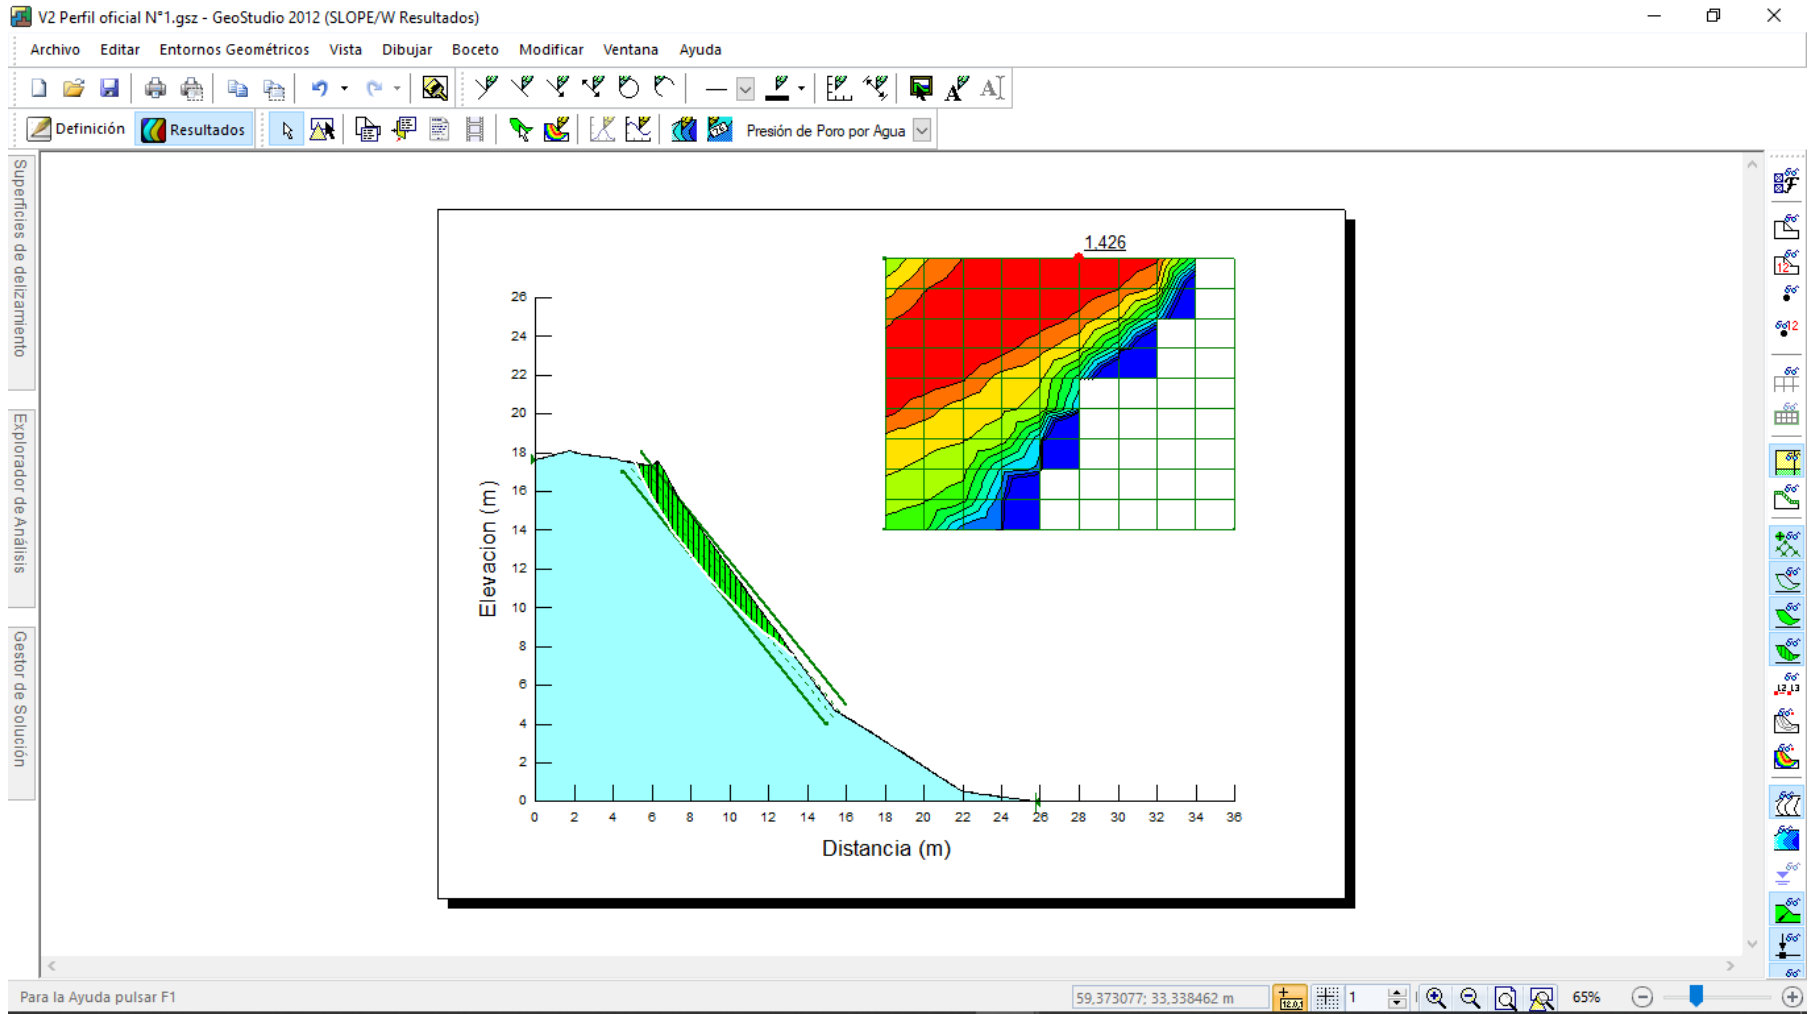 V2 Perfil oficial N°1.gsz - GeoStudio 2012 (SLOPE/W Resultados)
Archivo Editar Entornos Geométricos Vista Dibujar Boceto Modificar Ventana Ayuda
Definición Resultados Presión de Poro por Agua
Superficies de delizamiento
Explorador de Análisis
Gestor de Solución
1,426
26
24
22
20
18
16
14
12
10
8
6
4
2
0
Elevacion (m)
0 2 4 6 8 10 12 14 16 18 20 22 24 26 28 30 32 34 36
Distancia (m)
Para la Ayuda pulsar F1
59,373077; 33,338462 m
1
65%